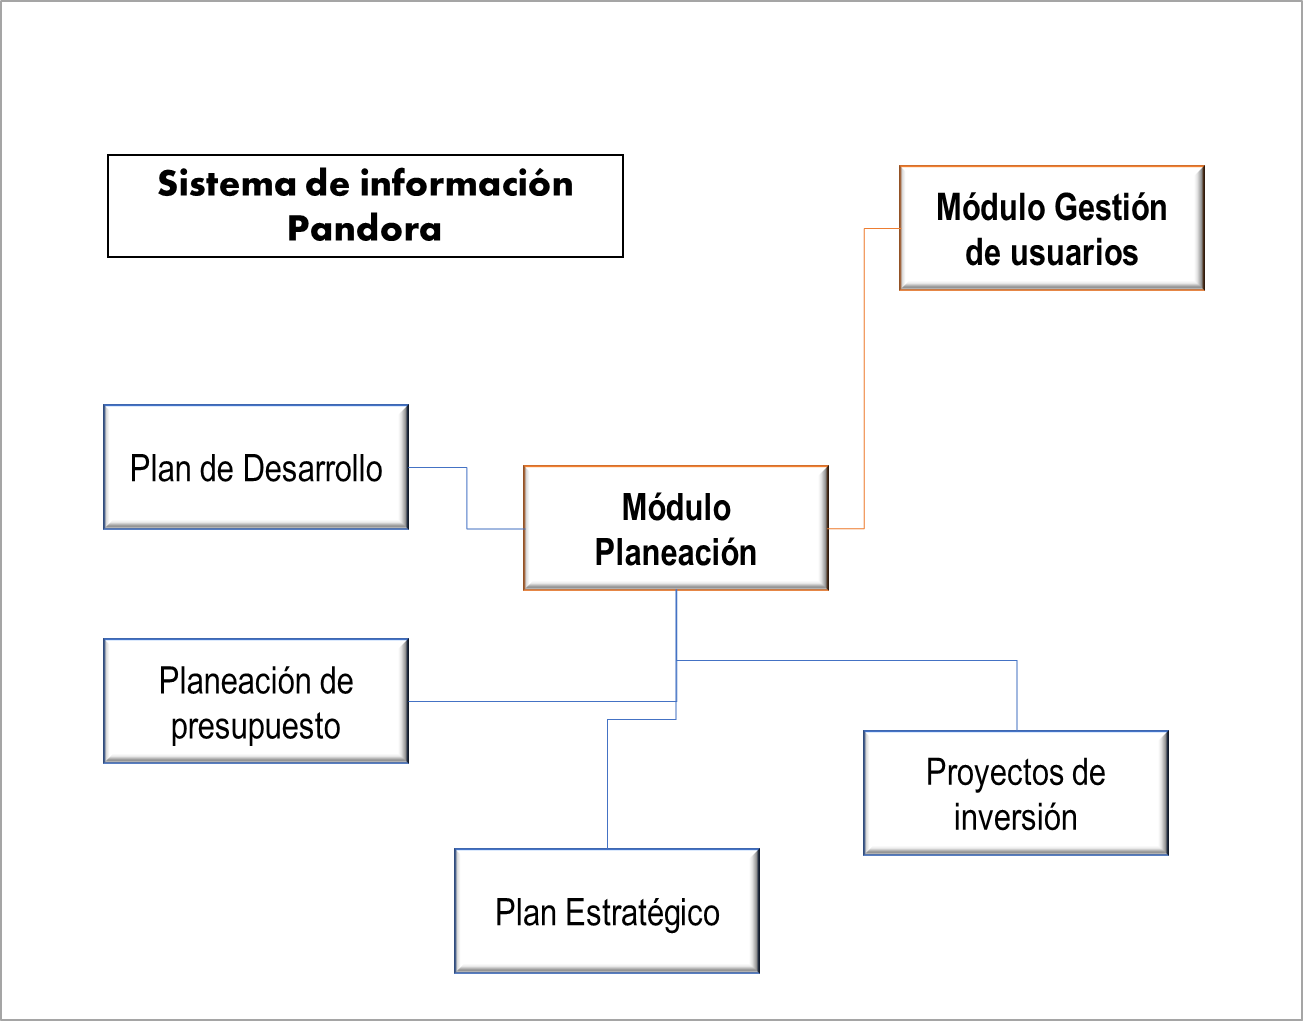 Sistema de información
Pandora
Módulo Gestión
de usuarios
Plan de Desarrollo
Módulo
Planeación
Planeación de
presupuesto
Proyectos de
inversión
Plan Estratégico